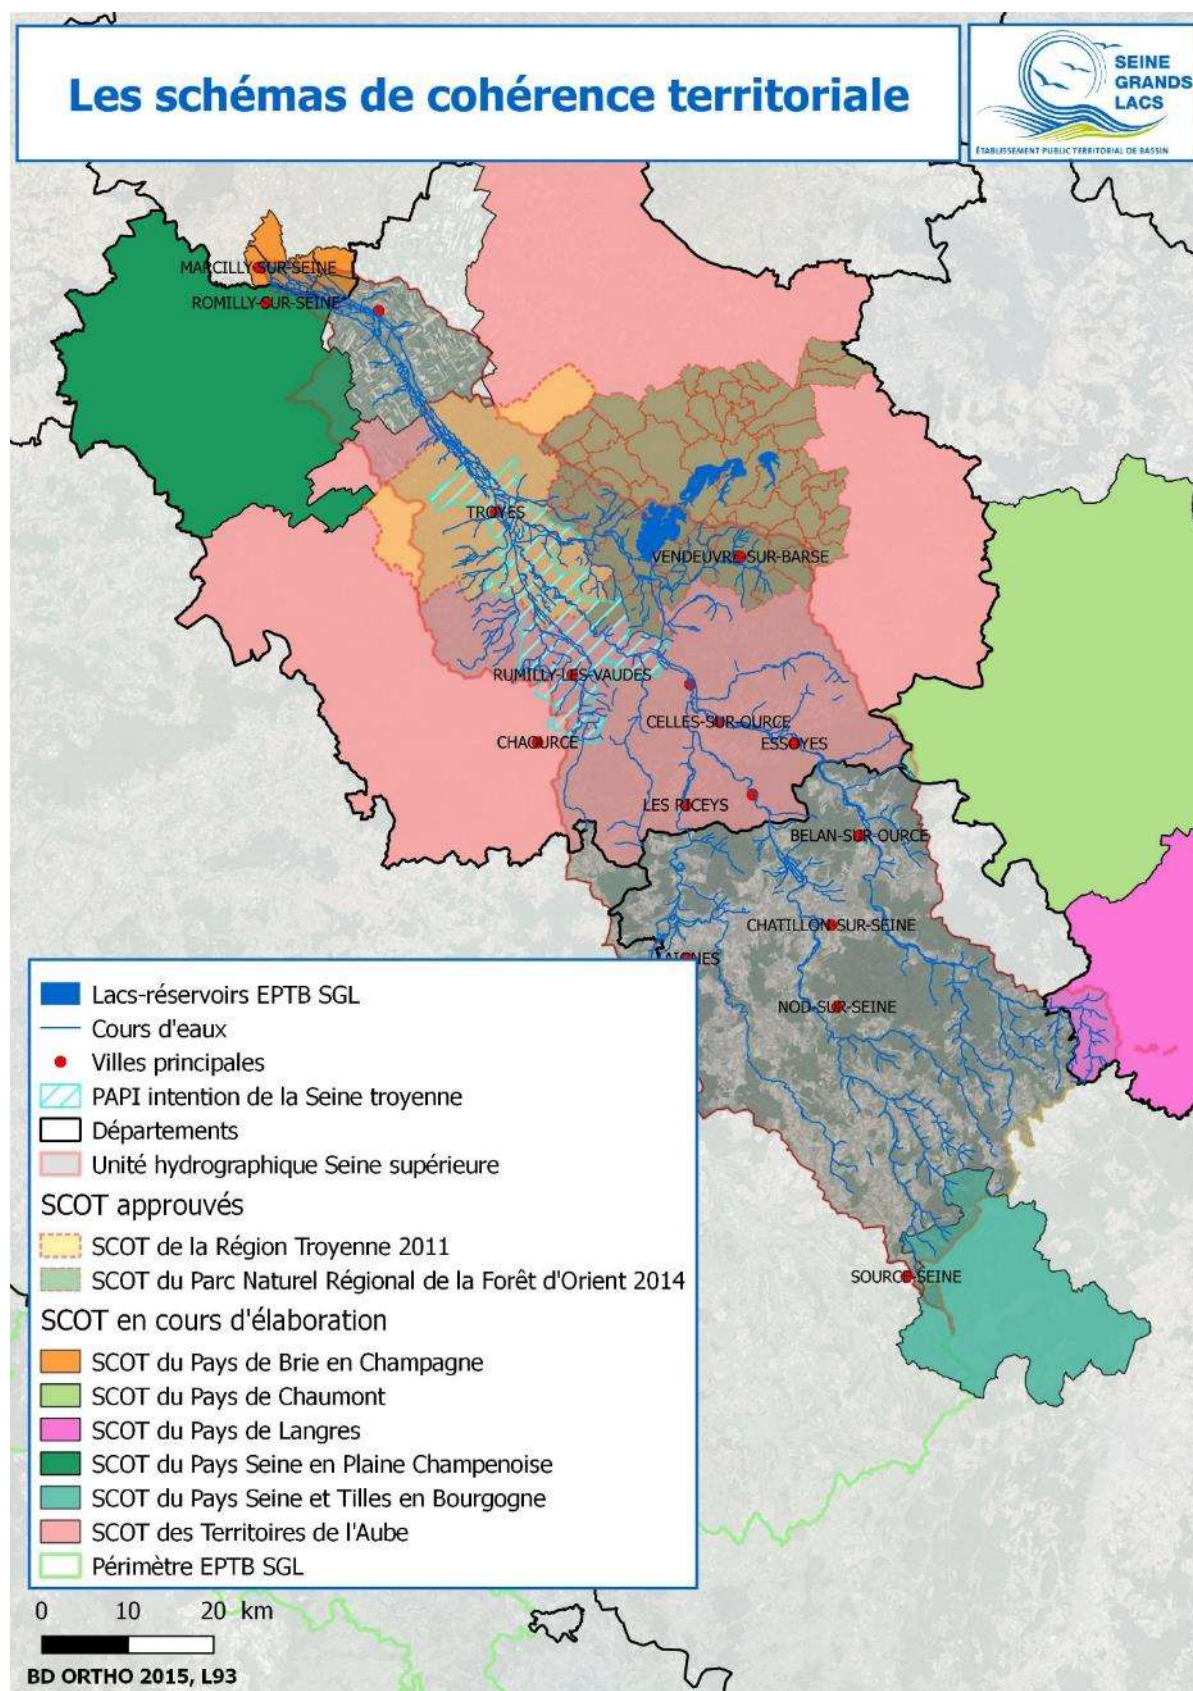 Les schémas de cohérence territoriale
SEINE
GRANDS
LACS
ÉTABLISSEMENT PUBLIC TERRITORIAL DE BASSIN
MARCILLY-SUR-SEINE
ROMILLY-SUR-SEINE
TROYES
VENDEUVRE-SUR-BARSE
RUMILLY-LES-VAUDES
CELLES-SUR-OURCE
CHAOURCE
ESSOYES
LES RICEYS
BELAN-SUR-OURCE
CHATILLON-SUR-SEINE
NOD-SUR-SEINE
SOURCE-SEINE
Lacs-réservoirs EPTB SGL
Cours d'eaux
Villes principales
PAPI intention de la Seine troyenne
Départements
Unité hydrographique Seine supérieure
SCOT approuvés
SCOT de la Région Troyenne 2011
SCOT du Parc Naturel Régional de la Forêt d'Orient 2014
SCOT en cours d'élaboration
SCOT du Pays de Brie en Champagne
SCOT du Pays de Chaumont
SCOT du Pays de Langres
SCOT du Pays Seine en Plaine Champenoise
SCOT du Pays Seine et Tilles en Bourgogne
SCOT des Territoires de l'Aube
Périmètre EPTB SGL
0 10 20 km
BD ORTHO 2015, L93